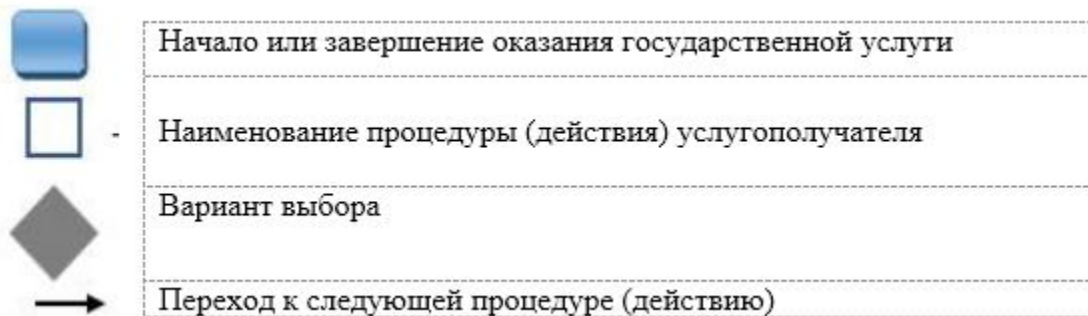 Начало или завершение оказания государственной услуги
- Наименование процедуры (действия) услугополучателя
Вариант выбора
Переход к следующей процедуре (действию)